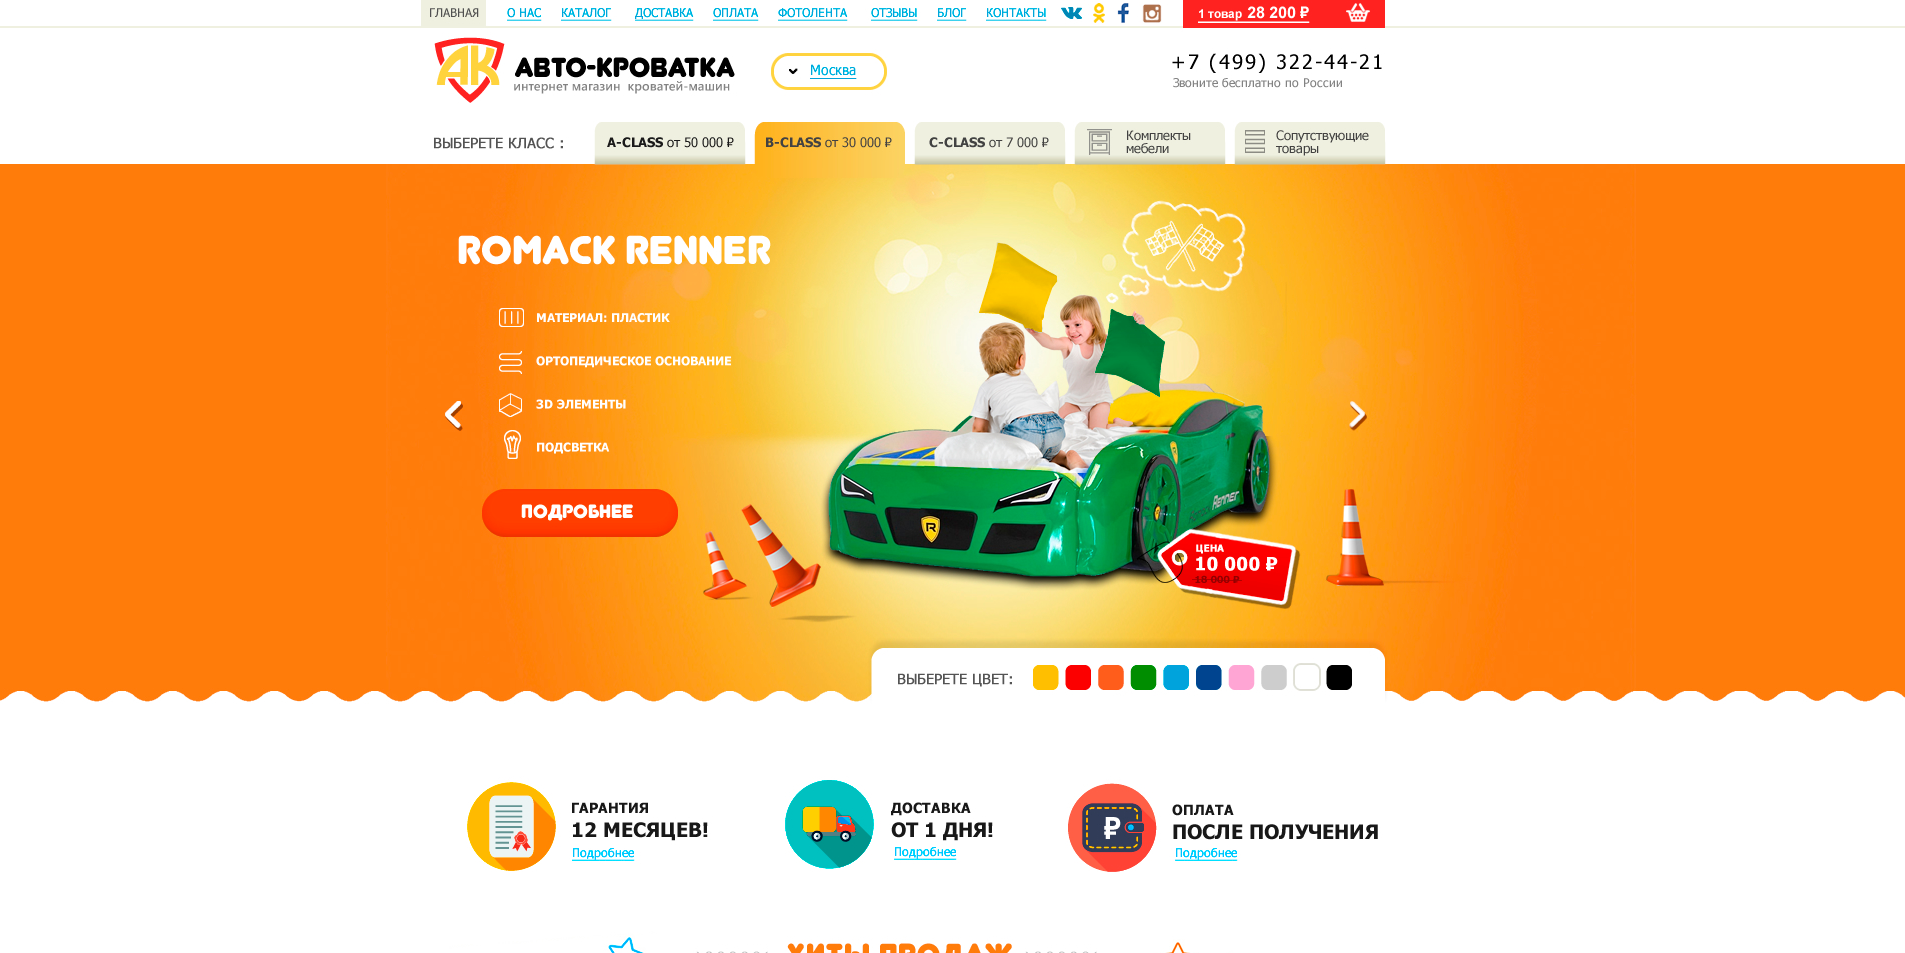 ГЛАВНАЯ О НАС КАТАЛОГ ДОСТАВКА ОПЛАТА ФОТОЛЕНТА ОТЗЫВЫ БЛОГ КОНТАКТЫ 1 товар 28 200 ₽
АК АВТО-КРОВАТКА
интернет магазин кроватей-машин
Москва
+7 (499) 322-44-21
Звоните бесплатно по России
ВЫБЕРЕТЕ КЛАСС :
A-CLASS от 50 000 ₽
B-CLASS от 30 000 ₽
C-CLASS от 7 000 ₽
Комплекты
мебели
Сопутствующие
товары
ROMACK RENNER
МАТЕРИАЛ: ПЛАСТИК
ОРТОПЕДИЧЕСКОЕ ОСНОВАНИЕ
3D ЭЛЕМЕНТЫ
ПОДСВЕТКА
ПОДРОБНЕЕ
R
Renner
ЦЕНА
10 000 ₽
18 000 ₽
ВЫБЕРЕТЕ ЦВЕТ:
ГАРАНТИЯ
12 МЕСЯЦЕВ!
Подробнее
ДОСТАВКА
ОТ 1 ДНЯ!
Подробнее
₽
ОПЛАТА
ПОСЛЕ ПОЛУЧЕНИЯ
Подробнее
ХИТЫ ПРОДАЖ